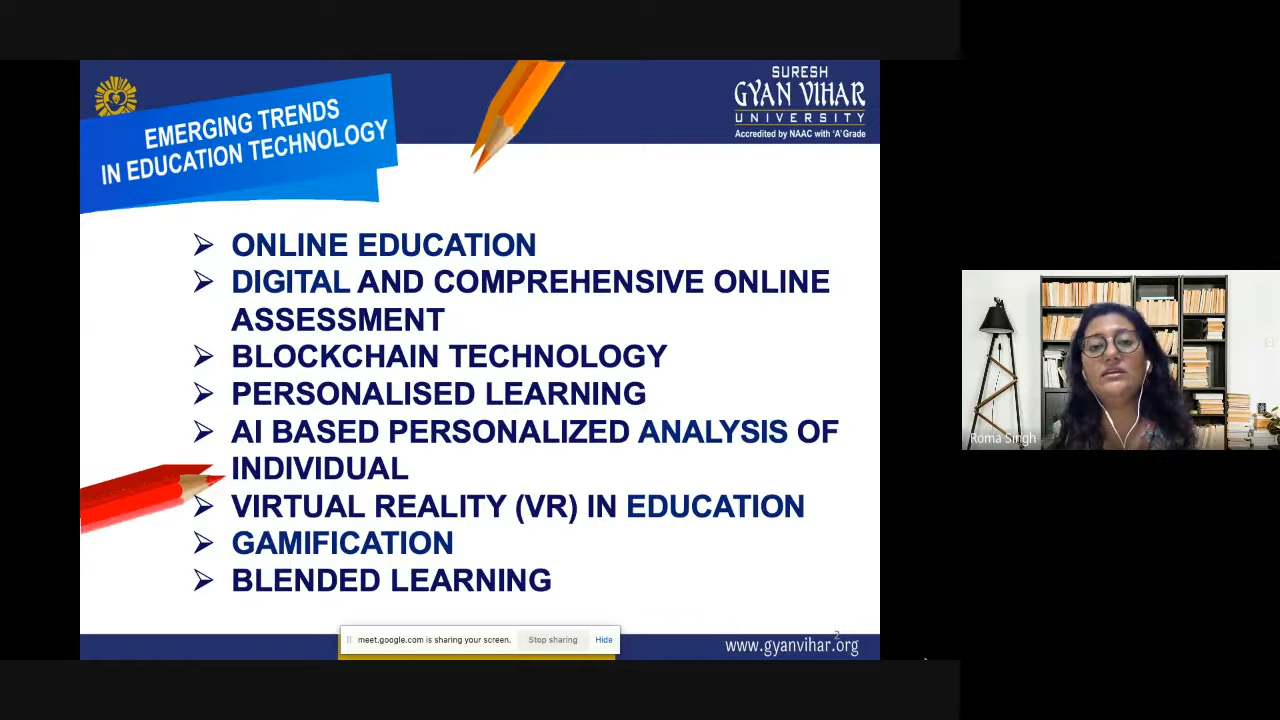 EMERGING TRENDS
IN EDUCATION TECHNOLOGY
SURESH
GYAN VIHAR
UNIVERSITY
Accredited by NAAC with 'A' Grade
➢ ONLINE EDUCATION
➢ DIGITAL AND COMPREHENSIVE ONLINE
ASSESSMENT
➢ BLOCKCHAIN TECHNOLOGY
➢ PERSONALISED LEARNING
➢ AI BASED PERSONALIZED ANALYSIS OF
INDIVIDUAL
➢ VIRTUAL REALITY (VR) IN EDUCATION
➢ GAMIFICATION
➢ BLENDED LEARNING
Roma Singh
meet.google.com is sharing your screen. Stop sharing Hide
2
www.gyanvihar.org